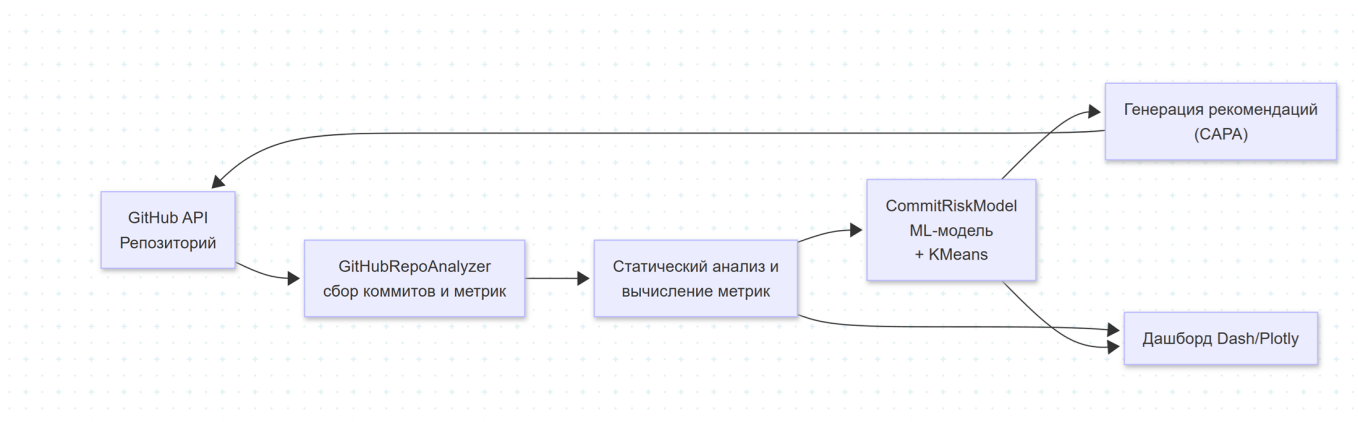 GitHub API
Репозиторий
GitHubRepoAnalyzer
сбор коммитов и метрик
Статический анализ и
вычисление метрик
CommitRiskModel
ML-модель
+ KMeans
Генерация рекомендаций
(CAPA)
Дашборд Dash/Plotly